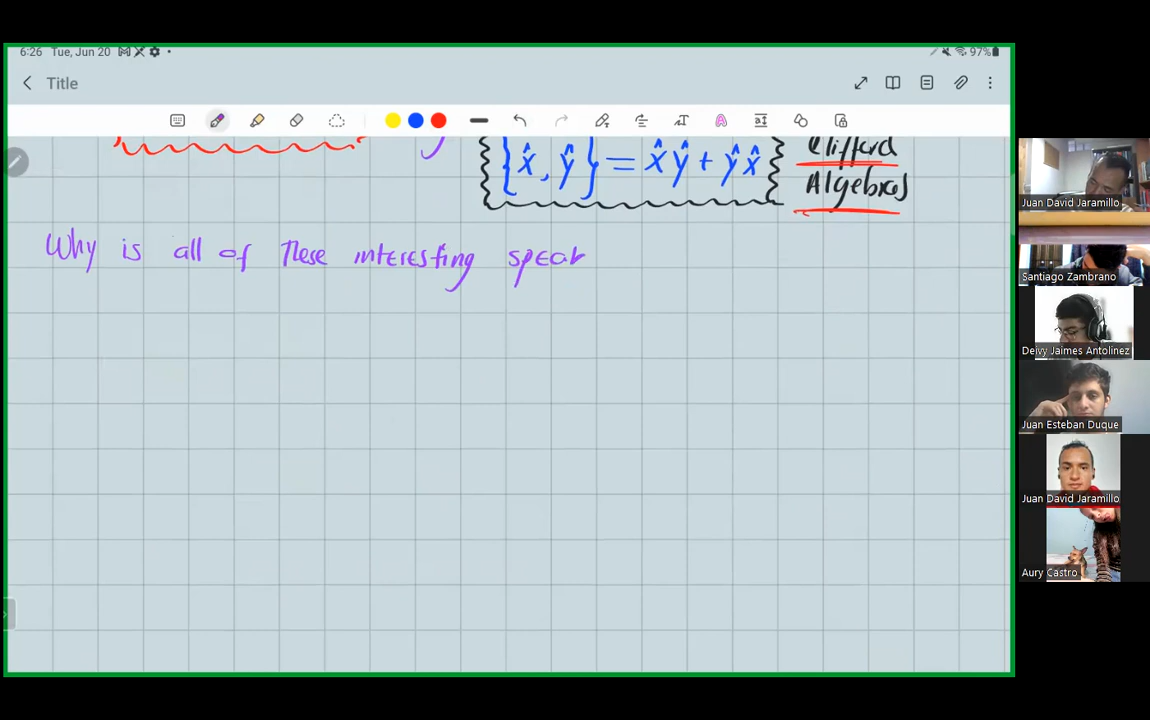 6:26 Tue, Jun 20
97%
Title
{x̂, ŷ} = x̂ŷ + ŷx̂
Clifford
Algebras
Why is all of These interesting spear
Juan David Jaramillo
Santiago Zambrano
Deivy Jaimes Antolinez
Juan Esteban Duque
Juan David Jaramillo
Aury Castro